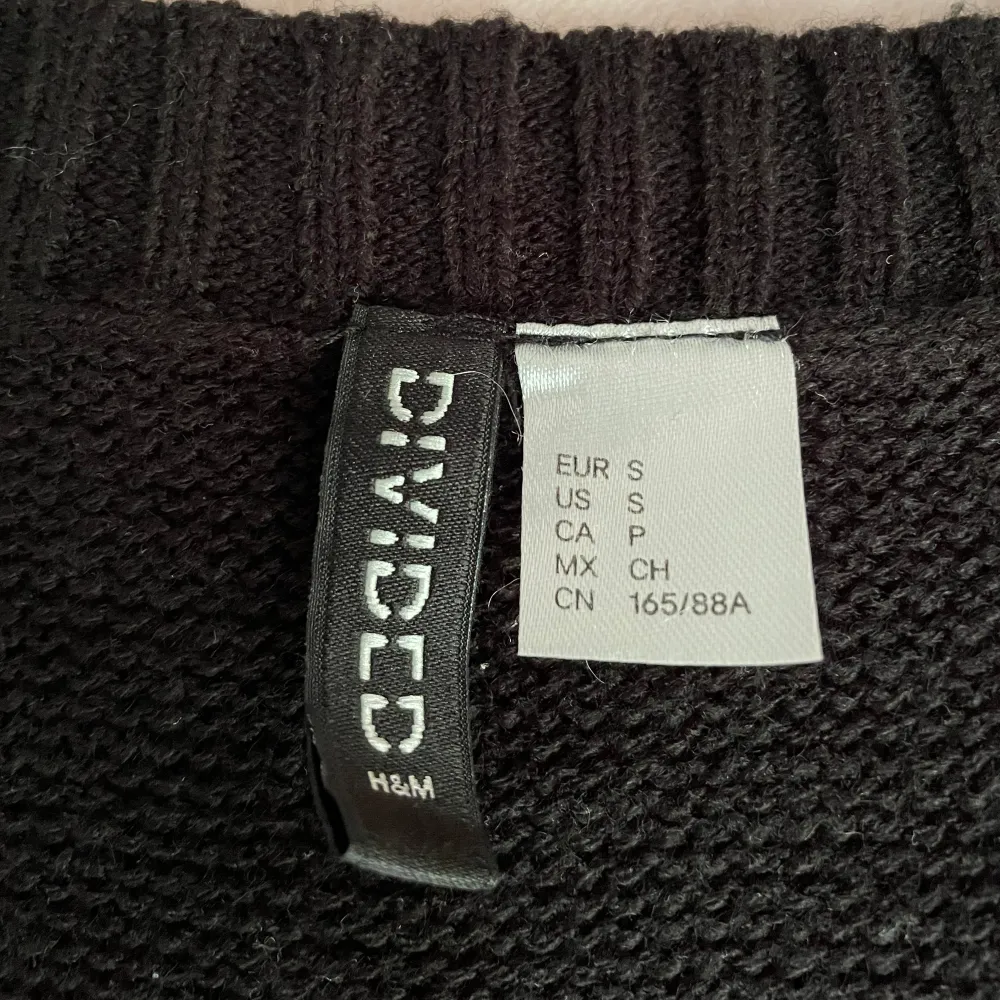 DIVIDED
H&M
EUR S
US S
CA P
MX CH
CN 165/88A